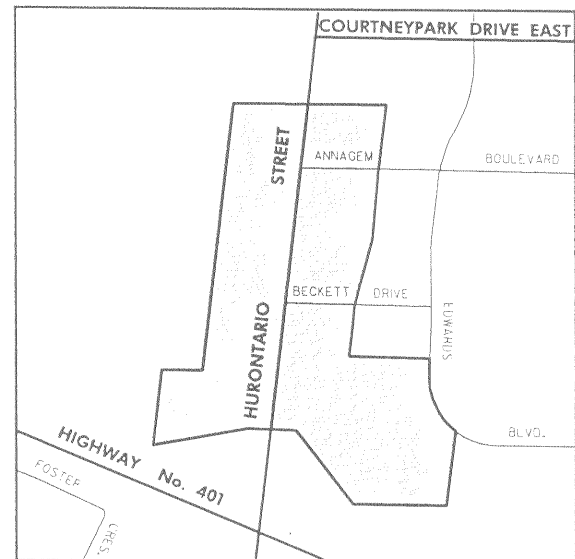 COURTNEYPARK DRIVE EAST
STREET
ANNAGEM BOULEVARD
BECKETT DRIVE
EDWARDS
HURONTARIO
BLVD.
HIGHWAY No. 401
FOSTER
CRES.